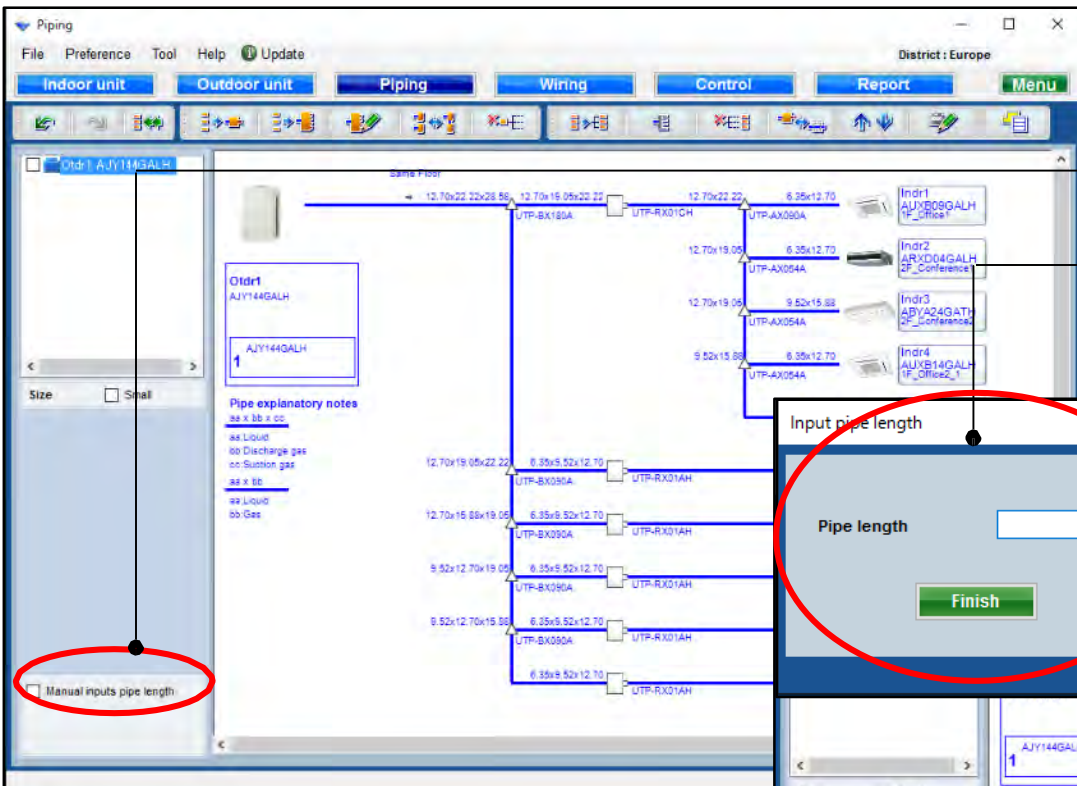 Piping
File Preference Tool Help Update District : Europe
Indoor unit Outdoor unit Piping Wiring Control Report Menu
Otdr1 AJY144GALH
Size Small
Manual inputs pipe length
Same Floor
12.70x22.22x28.58 12.70x19.05x22.22 12.70x22.22 6.35x12.70
UTP-BX180A UTP-RX01CH UTP-AX090A
Indr1
AUXB09GALH
1F_Office1
12.70x19.05 6.35x12.70
UTP-AX054A
Indr2
ARXD04GALH
2F_Conference1
12.70x19.05 9.52x15.88
UTP-AX054A
Indr3
ABYA24GATH
2F_Conference2
9.52x15.88 6.35x12.70
UTP-AX054A
Indr4
AUXB14GALH
1F_Office2_1
Otdr1
AJY144GALH
AJY144GALH
1
Pipe explanatory notes
aa x bb x cc
aa:Liquid
bb:Discharge gas
cc:Suction gas
aa x bb
aa:Liquid
bb:Gas
12.70x19.05x22.22 6.35x9.52x12.70
UTP-BX090A UTP-RX01AH
12.70x15.88x19.05 6.35x9.52x12.70
UTP-BX090A UTP-RX01AH
9.52x12.70x19.05 6.35x9.52x12.70
UTP-BX090A UTP-RX01AH
9.52x12.70x15.88 6.35x9.52x12.70
UTP-BX090A UTP-RX01AH
6.35x9.52x12.70
UTP-RX01AH
Input pipe length
Pipe length
Finish
AJY144GAL
1